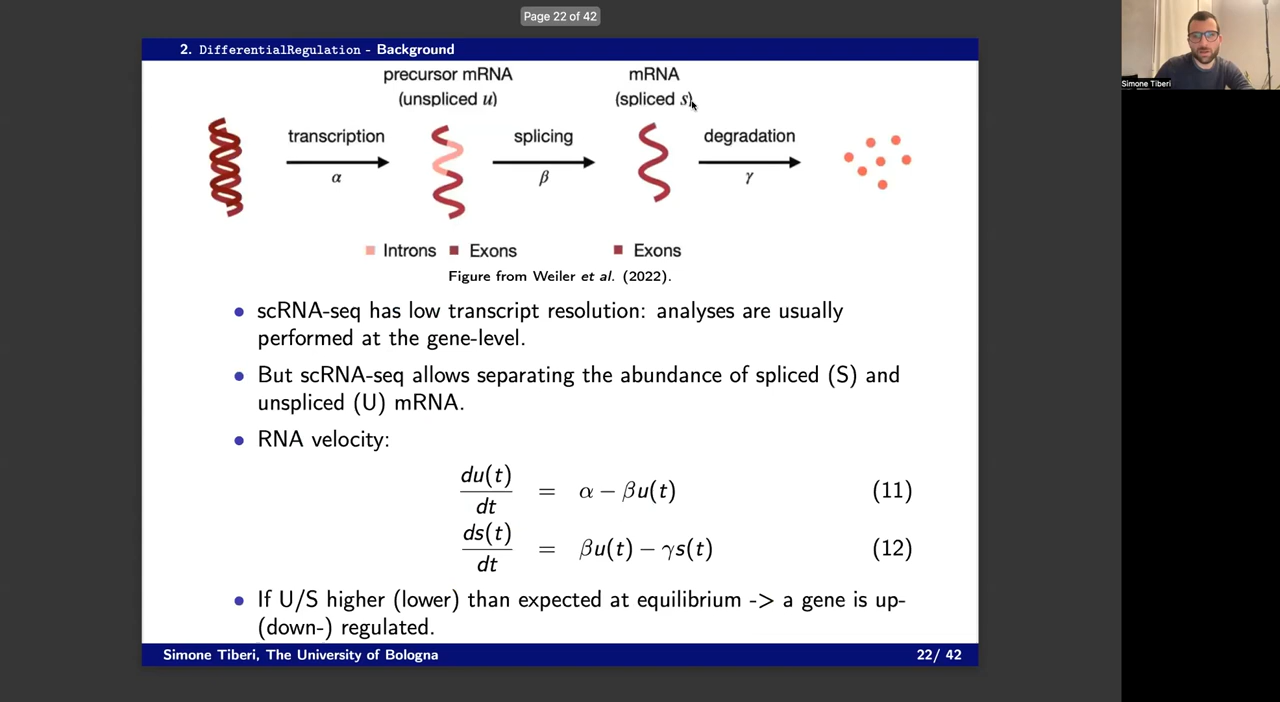 Page 22 of 42
2. DifferentialRegulation - Background
precursor mRNA
(unspliced u)
mRNA
(spliced s)
transcription
α
splicing
β
degradation
γ
Introns Exons
Exons
Figure from Weiler et al. (2022).
scRNA-seq has low transcript resolution: analyses are usually
performed at the gene-level.
But scRNA-seq allows separating the abundance of spliced (S) and
unspliced (U) mRNA.
RNA velocity:
du(t)/dt = α − βu(t) (11)
ds(t)/dt = βu(t) − γs(t) (12)
If U/S higher (lower) than expected at equilibrium -> a gene is up-
(down-) regulated.
Simone Tiberi, The University of Bologna 22/ 42
Simone Tiberi